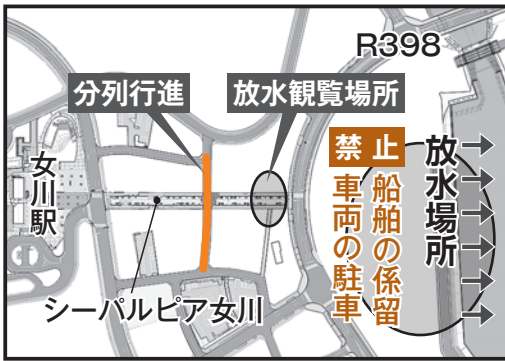 R398
分列行進
放水観覧場所
禁止
船舶の係留
車両の駐車
放水場所
女川駅
シーパルピア女川